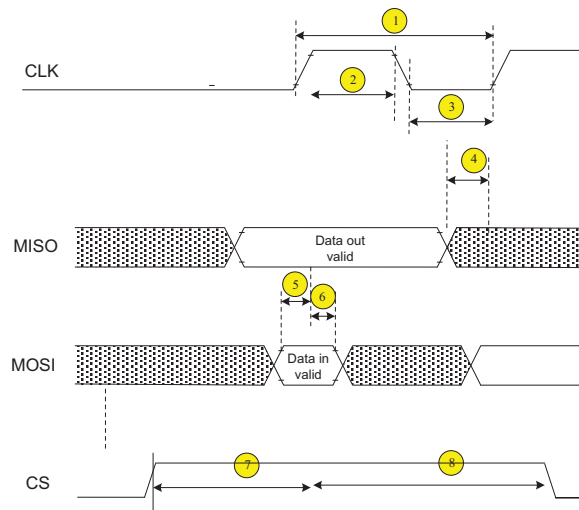 1
CLK
2
3
4
MISO
Data out
valid
5
6
MOSI
Data in
valid
7
8
CS